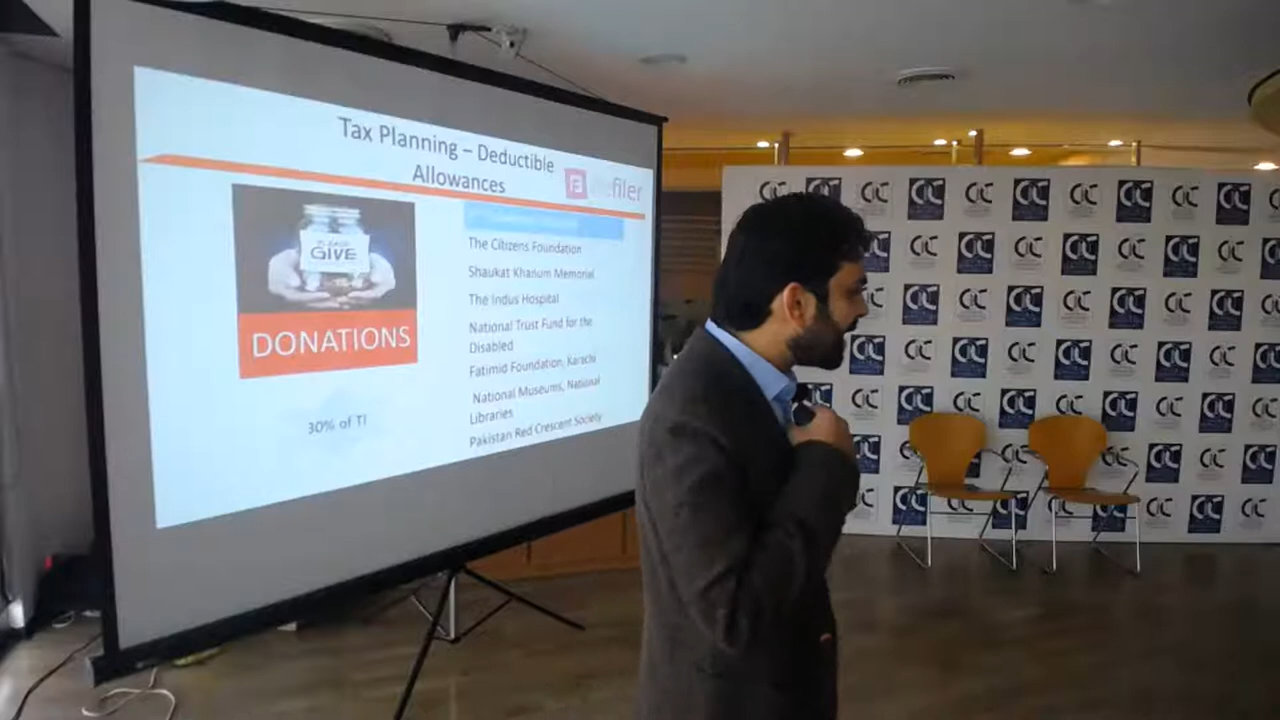 Tax Planning – Deductible
Allowances
filer
GIVE
DONATIONS
30% of TI
The Citizens Foundation
Shaukat Khanum Memorial
The Indus Hospital
National Trust Fund for the
Disabled
Fatimid Foundation, Karachi
National Museums, National
Libraries
Pakistan Red Crescent Society